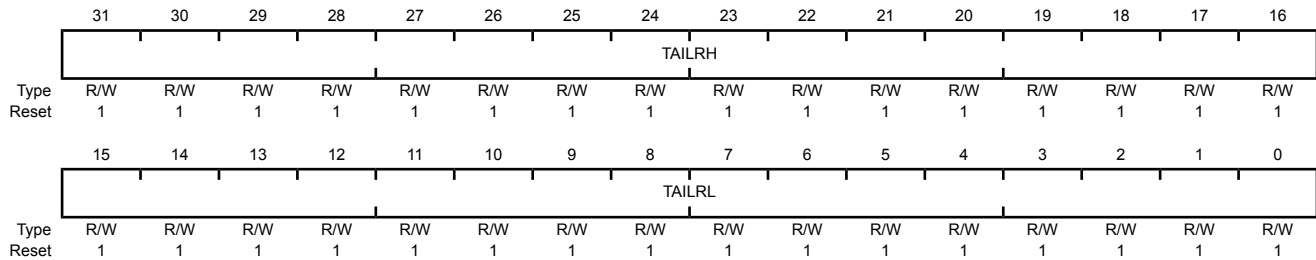 31 30 29 28 27 26 25 24 23 22 21 20 19 18 17 16
TAILRH
Type R/W R/W R/W R/W R/W R/W R/W R/W R/W R/W R/W R/W R/W R/W R/W R/W
Reset 1 1 1 1 1 1 1 1 1 1 1 1 1 1 1 1
15 14 13 12 11 10 9 8 7 6 5 4 3 2 1 0
TAILRL
Type R/W R/W R/W R/W R/W R/W R/W R/W R/W R/W R/W R/W R/W R/W R/W R/W
Reset 1 1 1 1 1 1 1 1 1 1 1 1 1 1 1 1